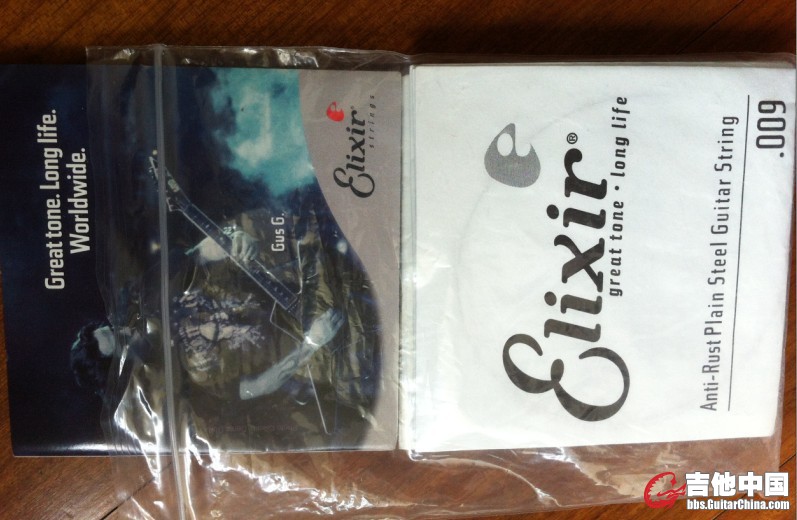 Great tone. Long life.
Worldwide.
Gus G.
e
Elixir®
strings
e
Elixir®
great tone · long life
Anti-Rust Plain Steel Guitar String
.009
吉他中国
bbs.GuitarChina.com